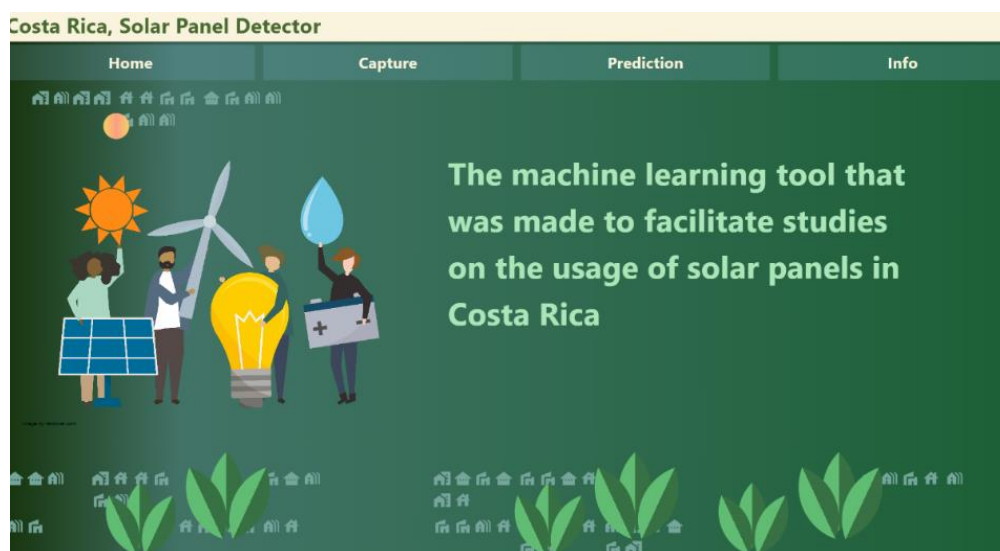 Costa Rica, Solar Panel Detector
Home Capture Prediction Info
The machine learning tool that
was made to facilitate studies
on the usage of solar panels in
Costa Rica